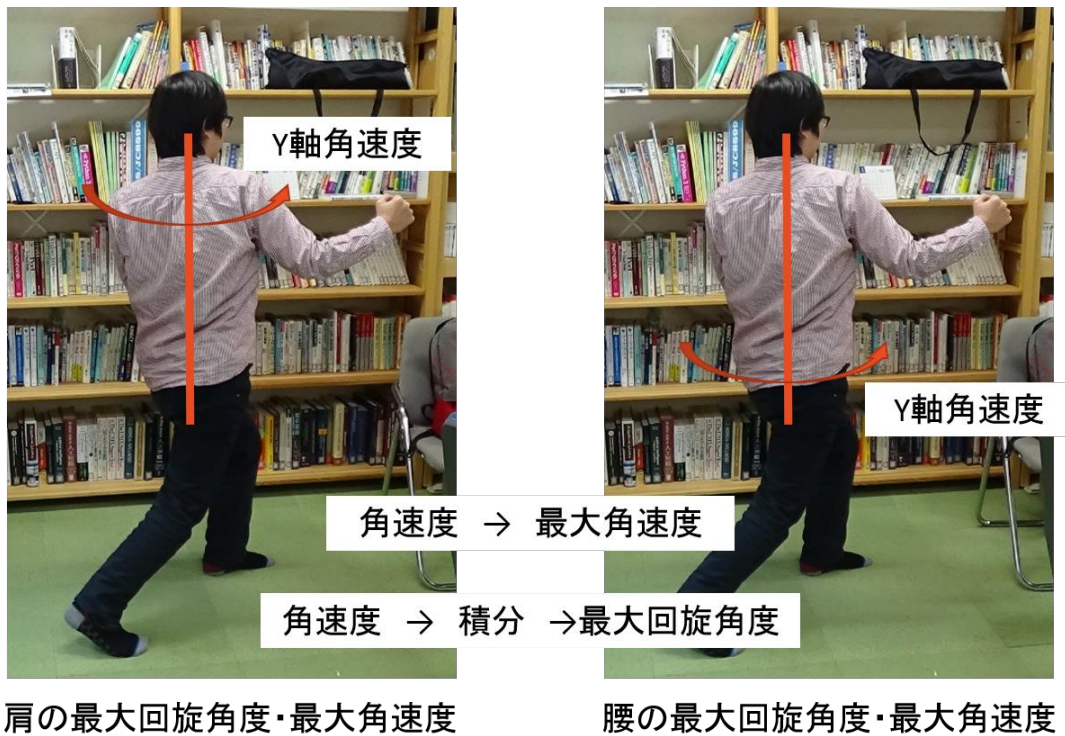 Y軸角速度
Y軸角速度
角速度 → 最大角速度
角速度 → 積分 →最大回旋角度
肩の最大回旋角度・最大角速度
腰の最大回旋角度・最大角速度